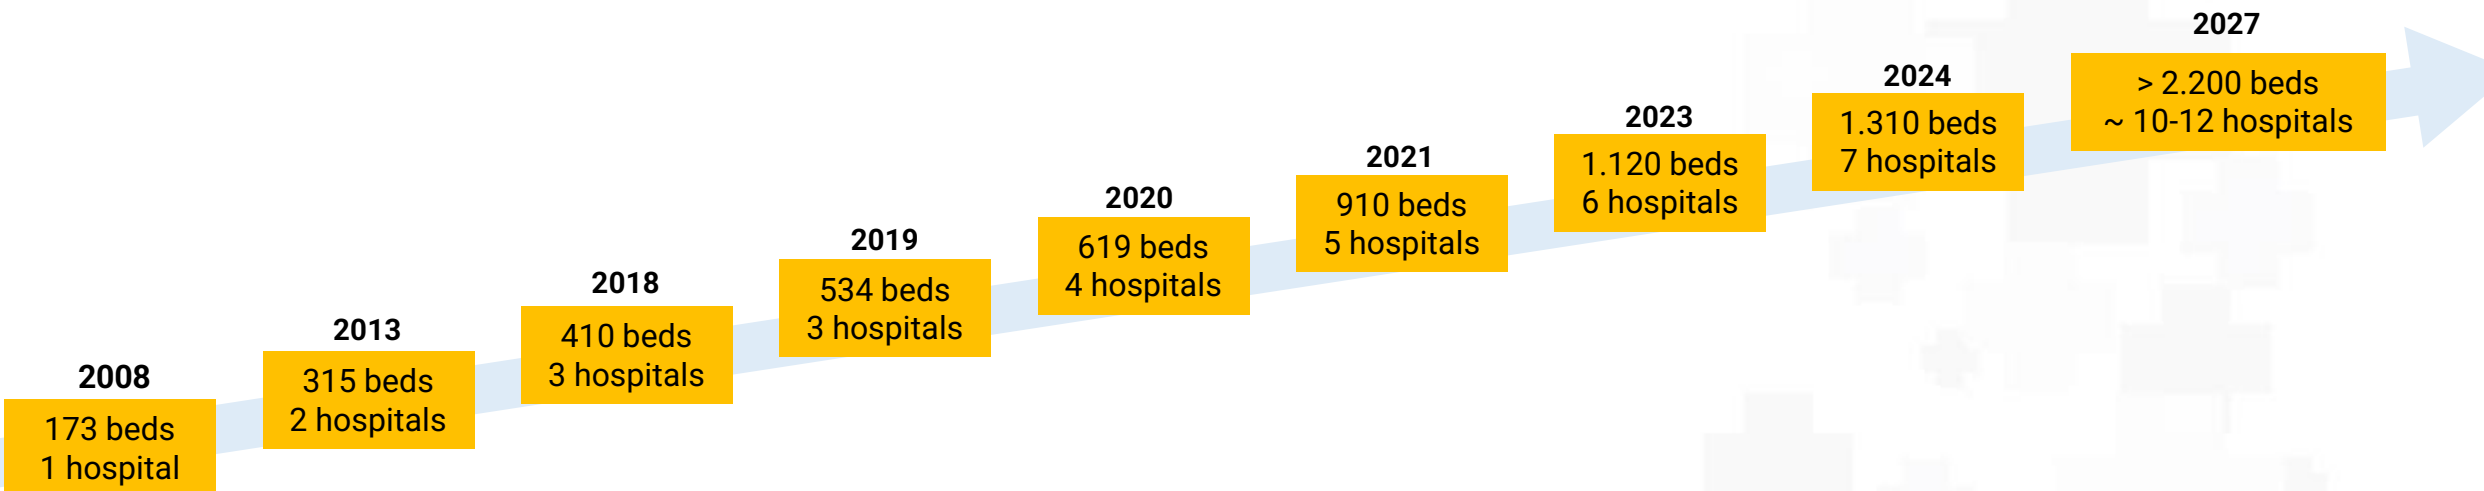 2008
173 beds
1 hospital
2013
315 beds
2 hospitals
2018
410 beds
3 hospitals
2019
534 beds
3 hospitals
2020
619 beds
4 hospitals
2021
910 beds
5 hospitals
2023
1.120 beds
6 hospitals
2024
1.310 beds
7 hospitals
2027
> 2.200 beds
~ 10-12 hospitals